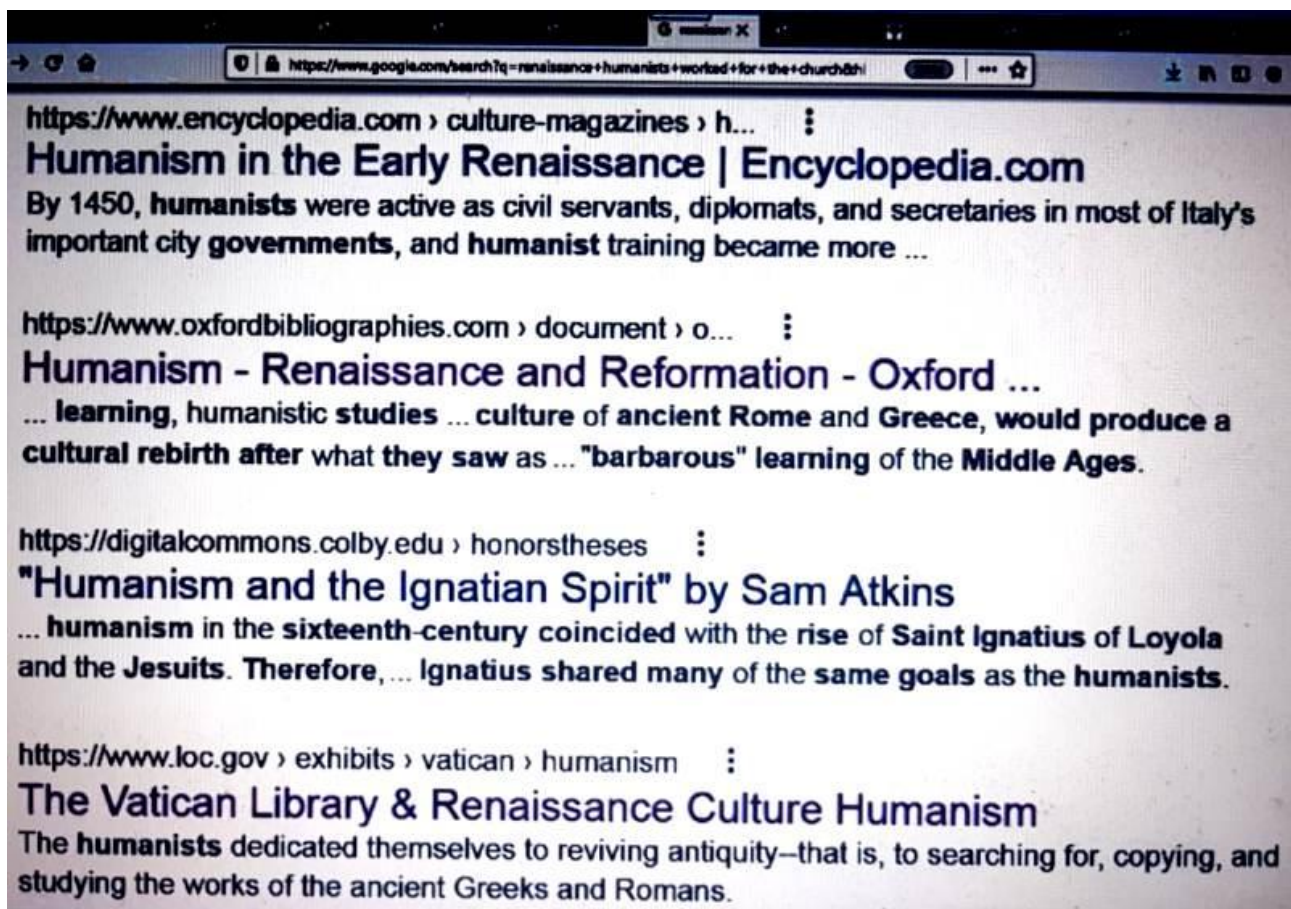 https://www.google.com/search?q=renaissance+humanists+worked+for+the+church&hi
https://www.encyclopedia.com › culture-magazines › h...
Humanism in the Early Renaissance | Encyclopedia.com
By 1450, humanists were active as civil servants, diplomats, and secretaries in most of Italy's
important city governments, and humanist training became more ...
https://www.oxfordbibliographies.com › document › o...
Humanism - Renaissance and Reformation - Oxford ...
... learning, humanistic studies ... culture of ancient Rome and Greece, would produce a
cultural rebirth after what they saw as ... "barbarous" learning of the Middle Ages.
https://digitalcommons.colby.edu › honorstheses
"Humanism and the Ignatian Spirit" by Sam Atkins
... humanism in the sixteenth-century coincided with the rise of Saint Ignatius of Loyola
and the Jesuits. Therefore, ... Ignatius shared many of the same goals as the humanists.
https://www.loc.gov › exhibits › vatican › humanism
The Vatican Library & Renaissance Culture Humanism
The humanists dedicated themselves to reviving antiquity--that is, to searching for, copying, and
studying the works of the ancient Greeks and Romans.